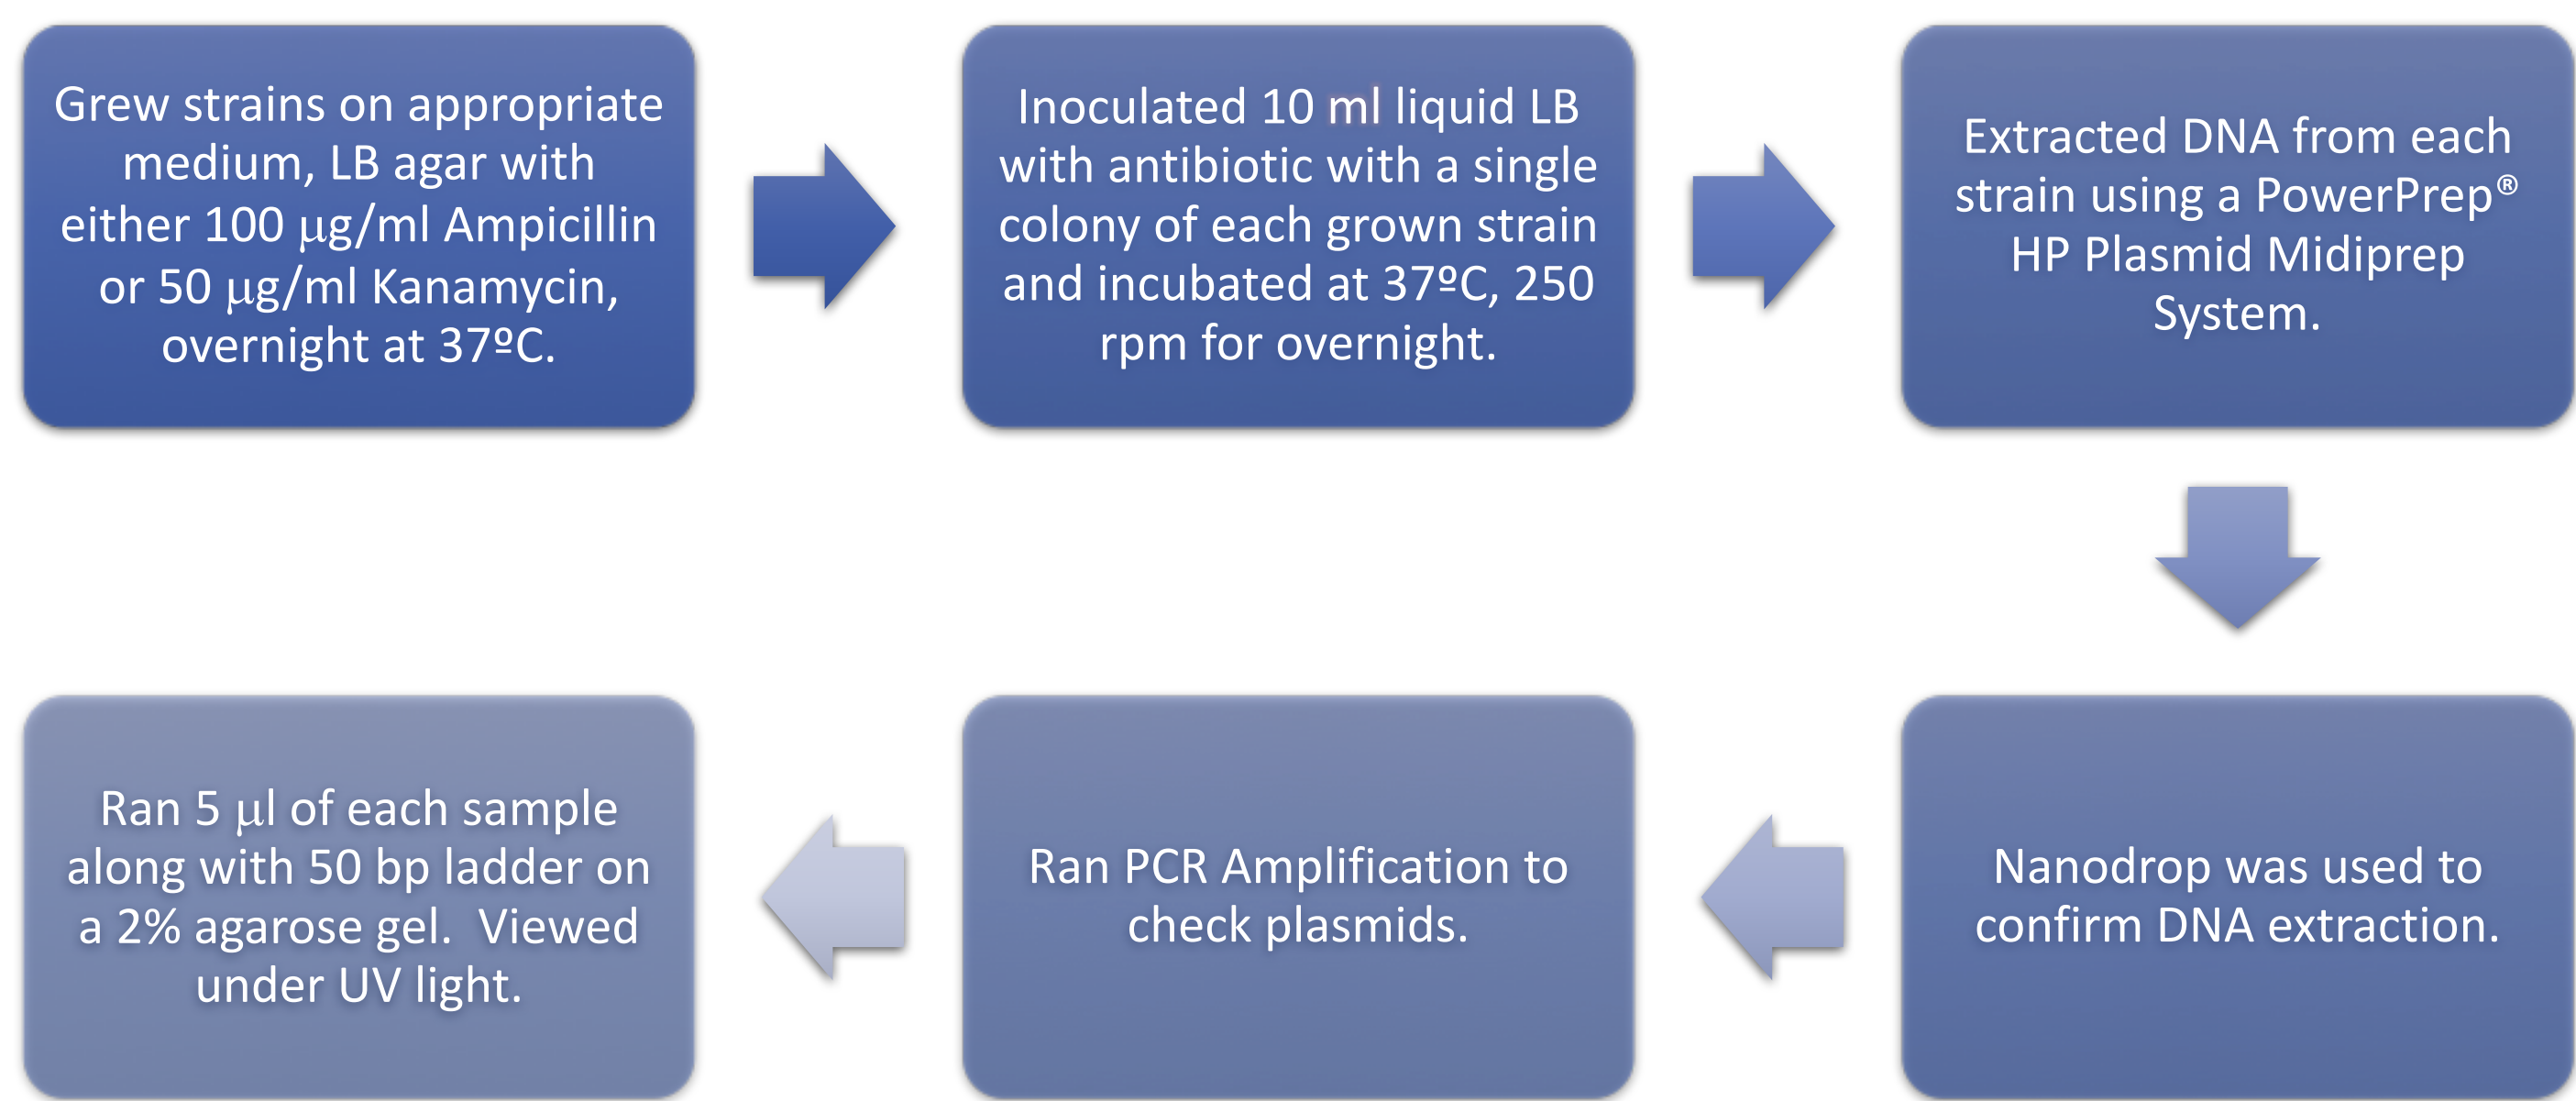 Grew strains on appropriate
medium, LB agar with
either 100 μg/ml Ampicillin
or 50 μg/ml Kanamycin,
overnight at 37ºC.
Inoculated 10 ml liquid LB
with antibiotic with a single
colony of each grown strain
and incubated at 37ºC, 250
rpm for overnight.
Extracted DNA from each
strain using a PowerPrep®
HP Plasmid Midiprep
System.
Nanodrop was used to
confirm DNA extraction.
Ran PCR Amplification to
check plasmids.
Ran 5 μl of each sample
along with 50 bp ladder on
a 2% agarose gel.  Viewed
under UV light.